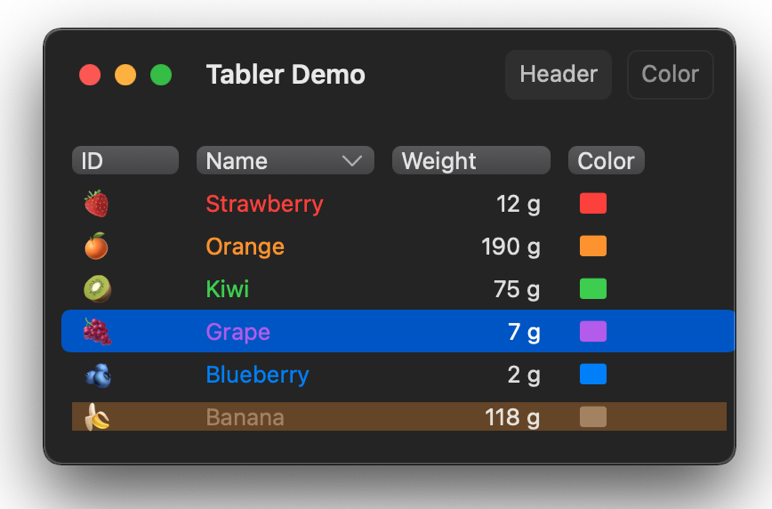 Tabler Demo Header Color
ID Name Weight Color
Strawberry 12 g
Orange 190 g
Kiwi 75 g
Grape 7 g
Blueberry 2 g
Banana 118 g